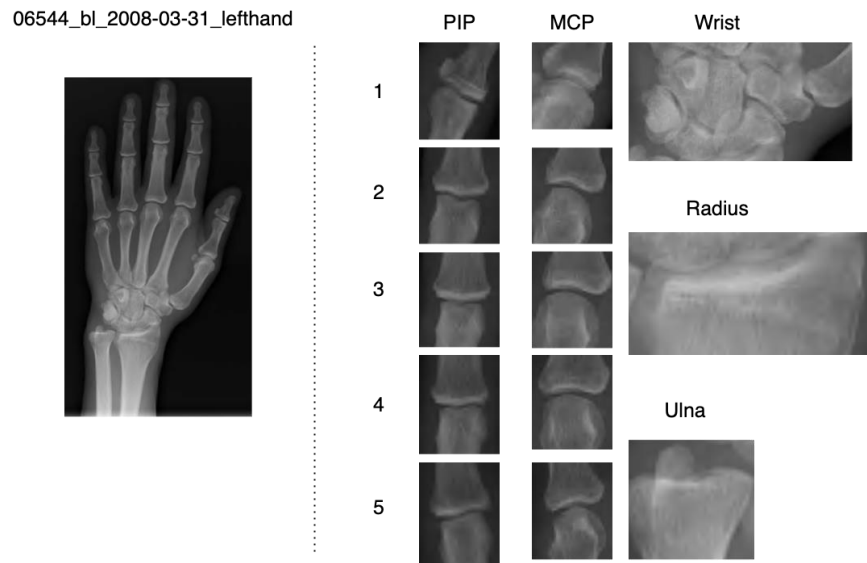 06544_bl_2008-03-31_lefthand
PIP
MCP
Wrist
1
2
Radius
3
4
Ulna
5